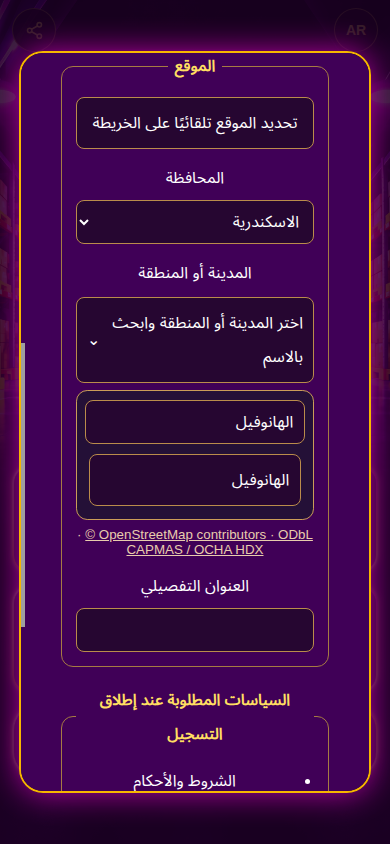 AR
الموقع
تحديد الموقع تلقائيًا على الخريطة
المحافظة
الاسكندرية
المدينة أو المنطقة
اختر المدينة أو المنطقة وابحث
بالاسم
الهانوفيل
الهانوفيل
© OpenStreetMap contributors · ODbL ·
CAPMAS / OCHA HDX
العنوان التفصيلي
السياسات المطلوبة عند إطلاق
التسجيل
• الشروط والأحكام